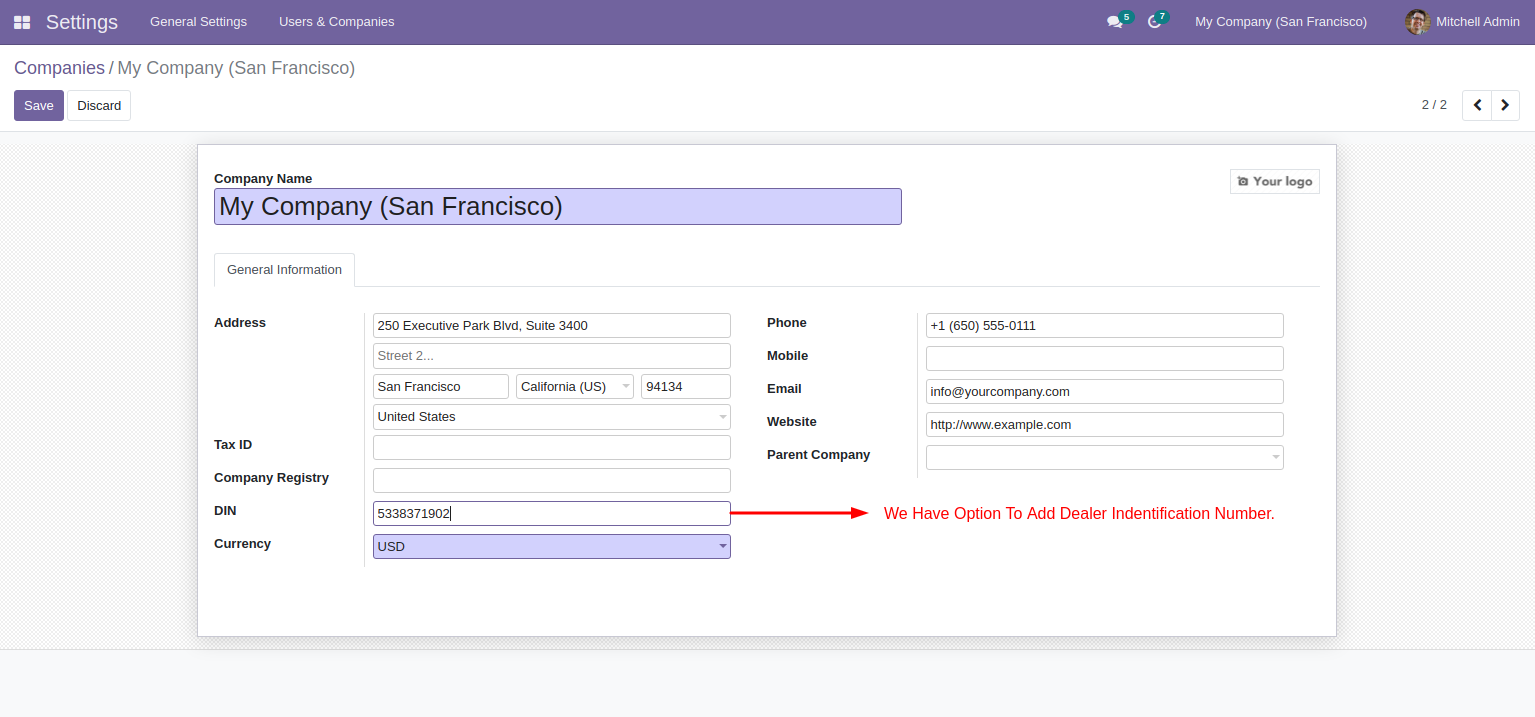 Settings General Settings Users & Companies 5 7 My Company (San Francisco) Mitchell Admin
Companies / My Company (San Francisco)
Save Discard 2 / 2
Company Name
Your logo
My Company (San Francisco)
General Information
Address 250 Executive Park Blvd, Suite 3400 Phone +1 (650) 555-0111
Street 2... Mobile
San Francisco California (US) 94134 Email info@yourcompany.com
United States Website http://www.example.com
Tax ID Parent Company
Company Registry
DIN 5338371902 We Have Option To Add Dealer Indentification Number.
Currency USD